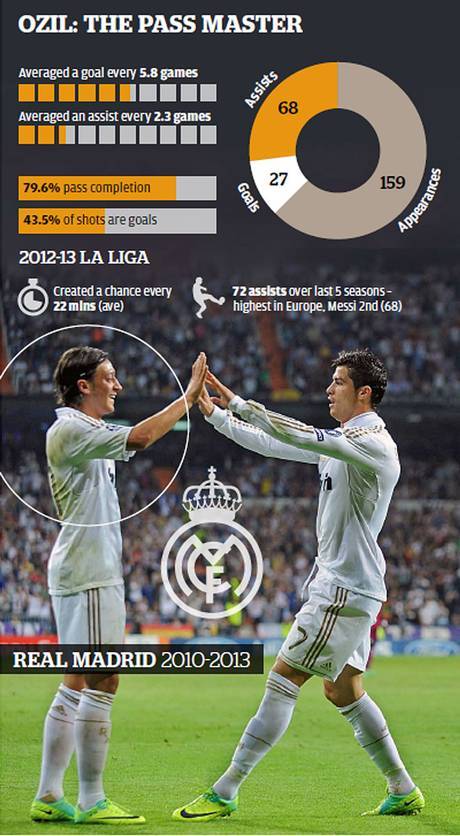 OZIL: THE PASS MASTER
Averaged a goal every 5.8 games
Averaged an assist every 2.3 games
79.6% pass completion
43.5% of shots are goals
Assists
68
27
Goals
159
Appearances
2012-13 LA LIGA
Created a chance every
22 mins (ave)
72 assists over last 5 seasons -
highest in Europe, Messi 2nd (68)
7
REAL MADRID 2010-2013